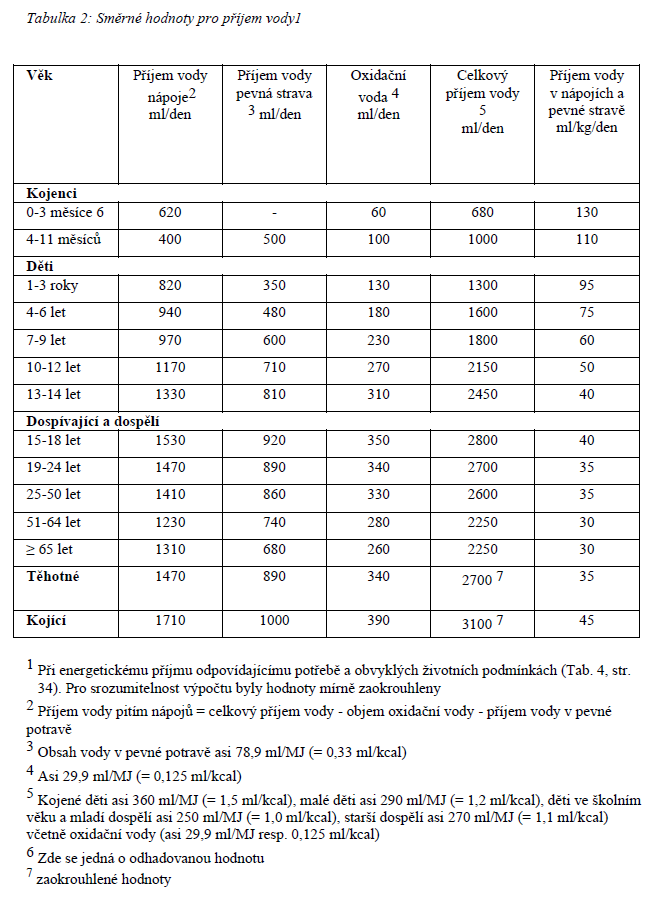 Tabulka 2: Směrné hodnoty pro příjem vody1
Věk | Příjem vody nápoje2 ml/den | Příjem vody pevná strava 3 ml/den | Oxidační voda 4 ml/den | Celkový příjem vody 5 ml/den | Příjem vody v nápojích a pevné stravě ml/kg/den
Kojenci
0-3 měsíce 6 | 620 | - | 60 | 680 | 130
4-11 měsíců | 400 | 500 | 100 | 1000 | 110
Děti
1-3 roky | 820 | 350 | 130 | 1300 | 95
4-6 let | 940 | 480 | 180 | 1600 | 75
7-9 let | 970 | 600 | 230 | 1800 | 60
10-12 let | 1170 | 710 | 270 | 2150 | 50
13-14 let | 1330 | 810 | 310 | 2450 | 40
Dospívající a dospělí
15-18 let | 1530 | 920 | 350 | 2800 | 40
19-24 let | 1470 | 890 | 340 | 2700 | 35
25-50 let | 1410 | 860 | 330 | 2600 | 35
51-64 let | 1230 | 740 | 280 | 2250 | 30
≥ 65 let | 1310 | 680 | 260 | 2250 | 30
Těhotné | 1470 | 890 | 340 | 2700 7 | 35
Kojící | 1710 | 1000 | 390 | 3100 7 | 45
1 Při energetickému příjmu odpovídajícímu potřebě a obvyklých životních podmínkách (Tab. 4, str.
34). Pro srozumitelnost výpočtu byly hodnoty mírně zaokrouhleny
2 Příjem vody pitím nápojů = celkový příjem vody - objem oxidační vody - příjem vody v pevné
potravě
3 Obsah vody v pevné potravě asi 78,9 ml/MJ (= 0,33 ml/kcal)
4 Asi 29,9 ml/MJ (= 0,125 ml/kcal)
5 Kojené děti asi 360 ml/MJ (= 1,5 ml/kcal), malé děti asi 290 ml/MJ (= 1,2 ml/kcal), děti ve školním
věku a mladí dospělí asi 250 ml/MJ (= 1,0 ml/kcal), starší dospělí asi 270 ml/MJ (= 1,1 ml/kcal)
včetně oxidační vody (asi 29,9 ml/MJ resp. 0,125 ml/kcal)
6 Zde se jedná o odhadovanou hodnotu
7 zaokrouhlené hodnoty